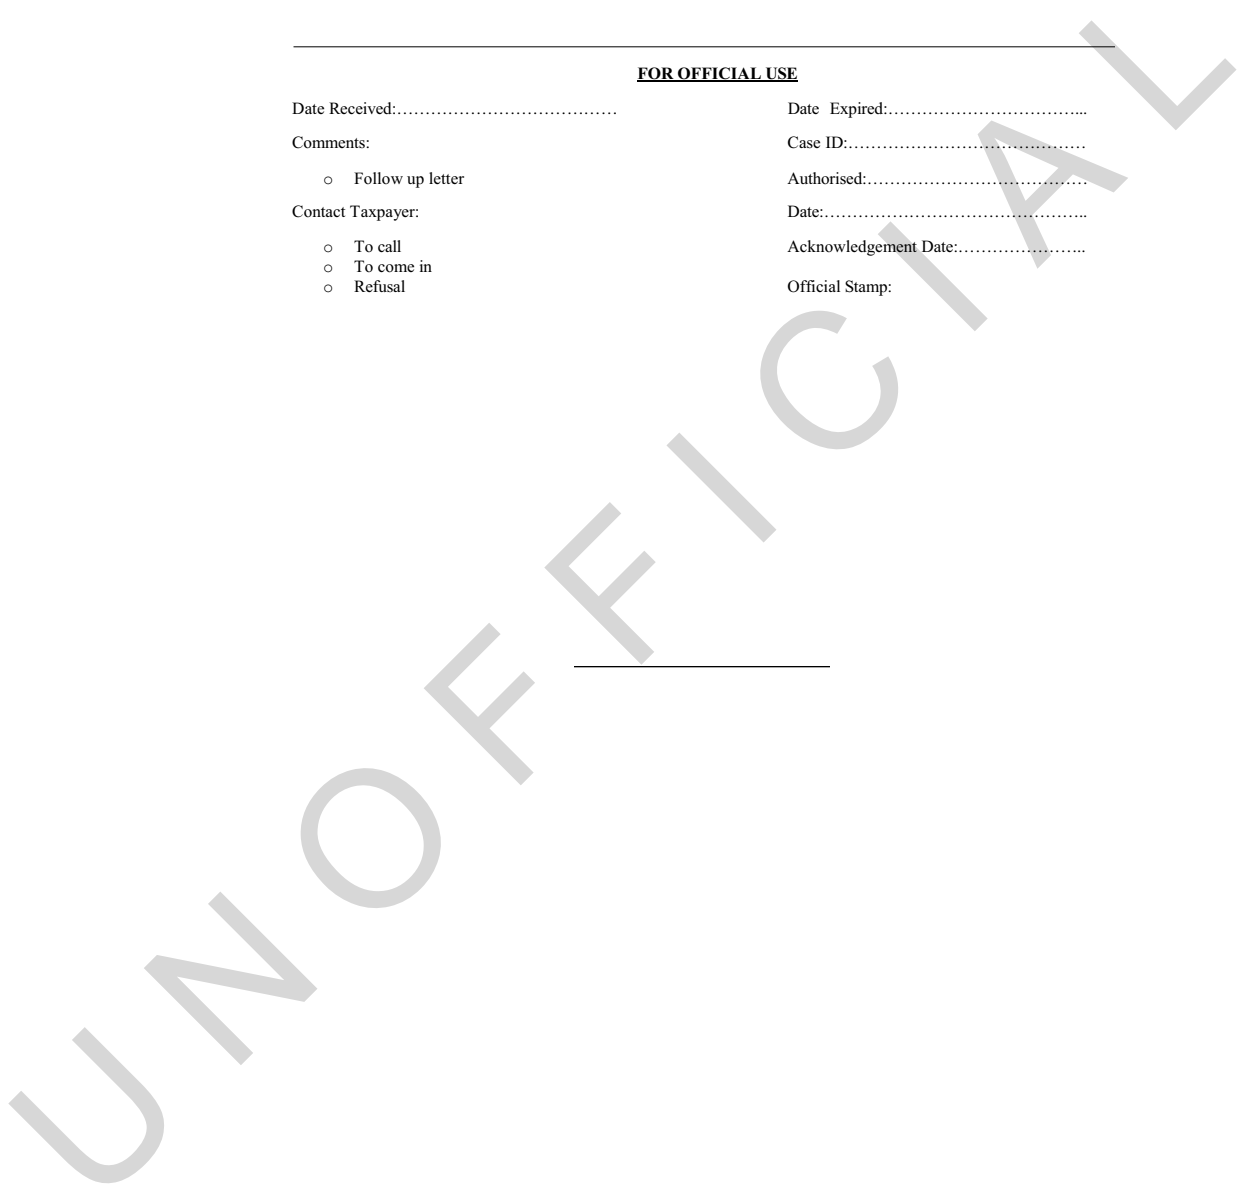 FOR OFFICIAL USE
Date Received:………………………………… Date Expired:……………………………...
Comments: Case ID:……………………………………
o Follow up letter Authorised:…………………………………
Contact Taxpayer: Date:………………………………………..
o To call Acknowledgement Date:…………………...
o To come in
o Refusal Official Stamp:
UNOFFICIAL